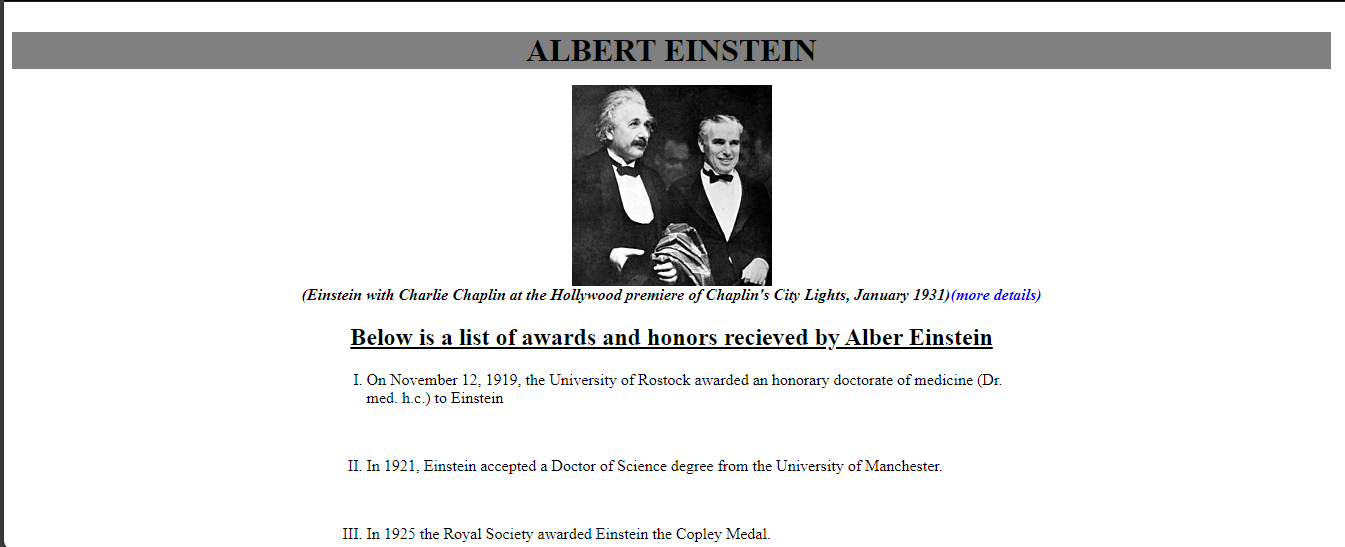 ALBERT EINSTEIN
(Einstein with Charlie Chaplin at the Hollywood premiere of Chaplin's City Lights, January 1931)(more details)
Below is a list of awards and honors recieved by Alber Einstein
I. On November 12, 1919, the University of Rostock awarded an honorary doctorate of medicine (Dr.
med. h.c.) to Einstein
II. In 1921, Einstein accepted a Doctor of Science degree from the University of Manchester.
III. In 1925 the Royal Society awarded Einstein the Copley Medal.